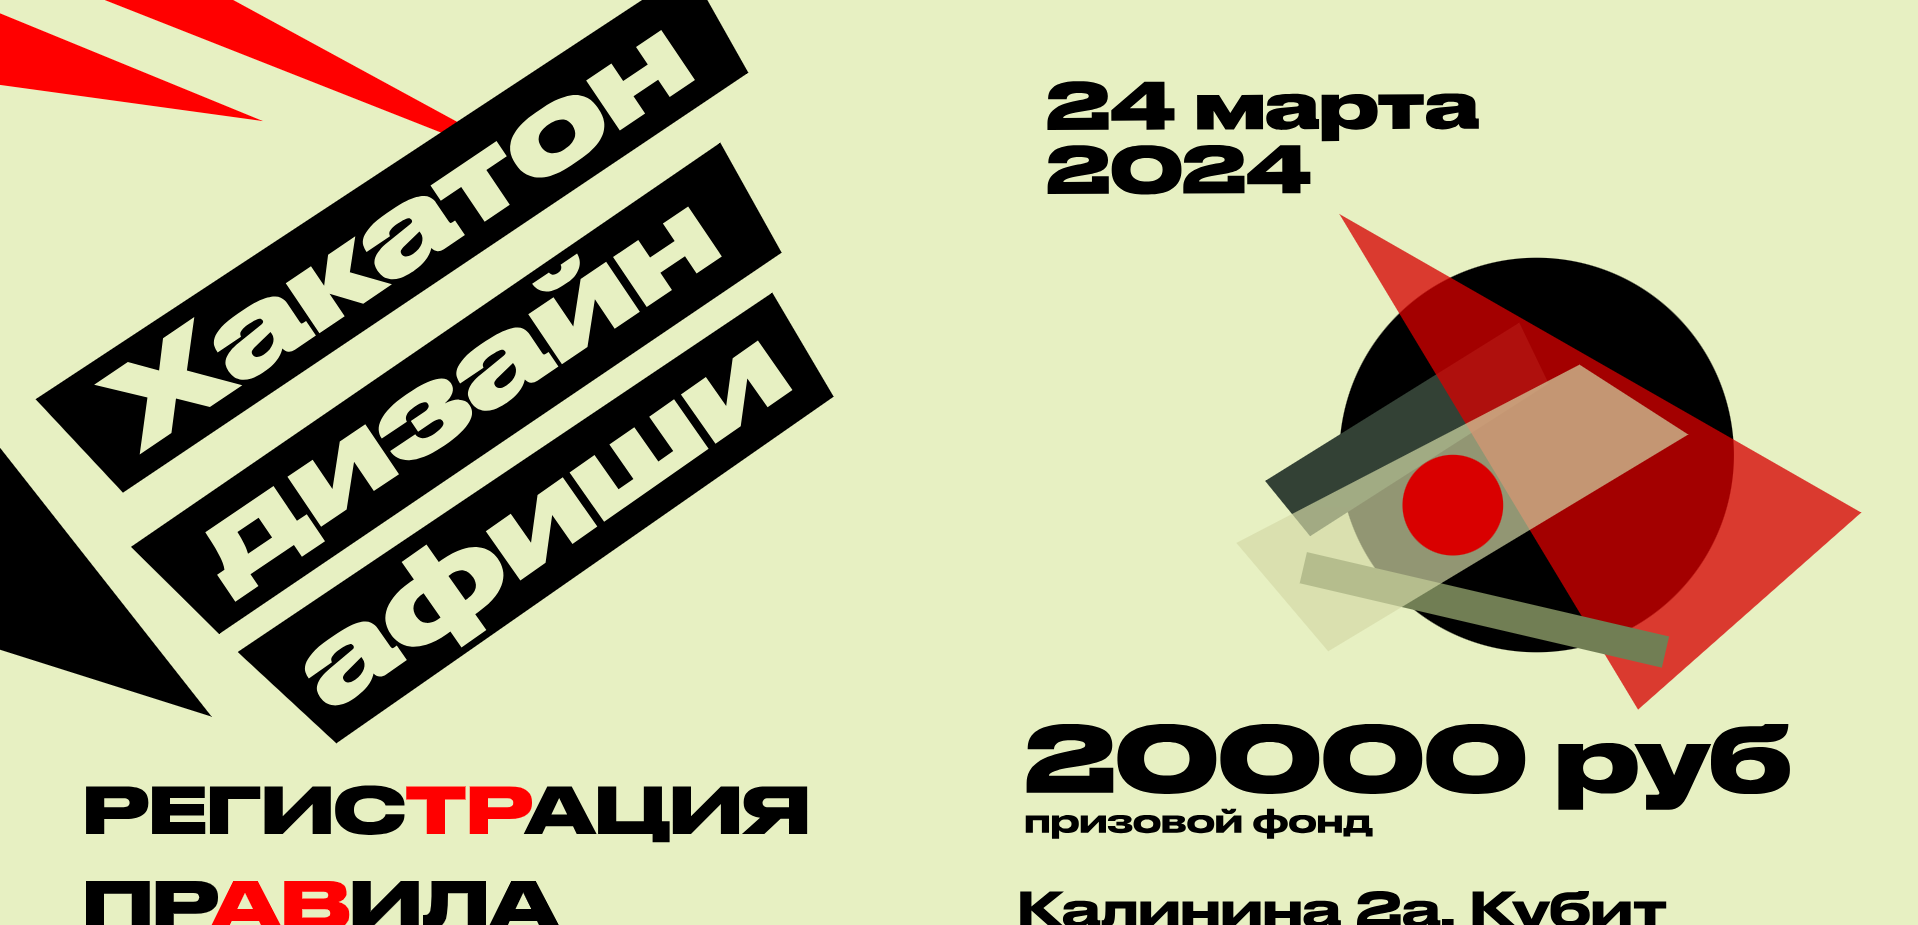 Хакатон
дизайн
афиши
РЕГИСТРАЦИЯ
ПРАВИЛА
24 марта
2024
20000 руб
призовой фонд
Калинина 2а, Кубит